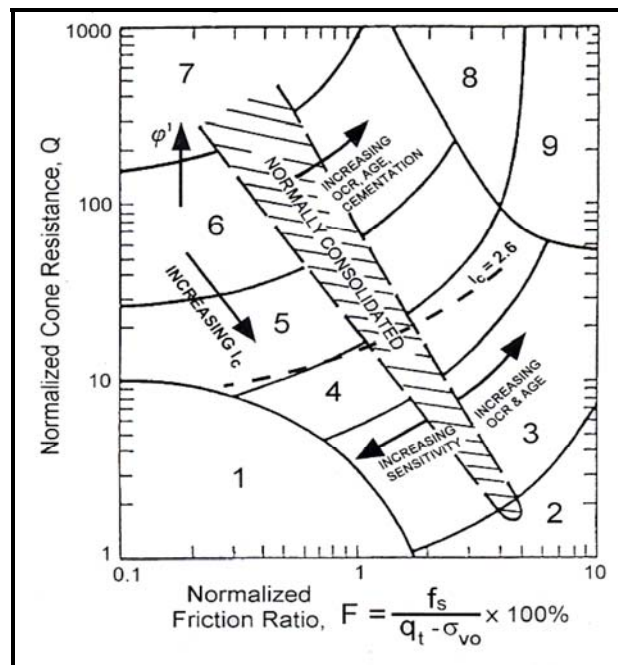 1000
7
8
φ'
INCREASING
OCR, AGE
CEMENTATION
9
Normalized Cone Resistance, Q
100
NORMALLY CONSOLIDATED
6
INCREASING Ic
Ic = 2.6
5
10
4
INCREASING
OCR & AGE
3
INCREASING
SENSITIVITY
1
2
1
0.1
1
10
Normalized
Friction Ratio, F = fs / qt - σvo x 100%